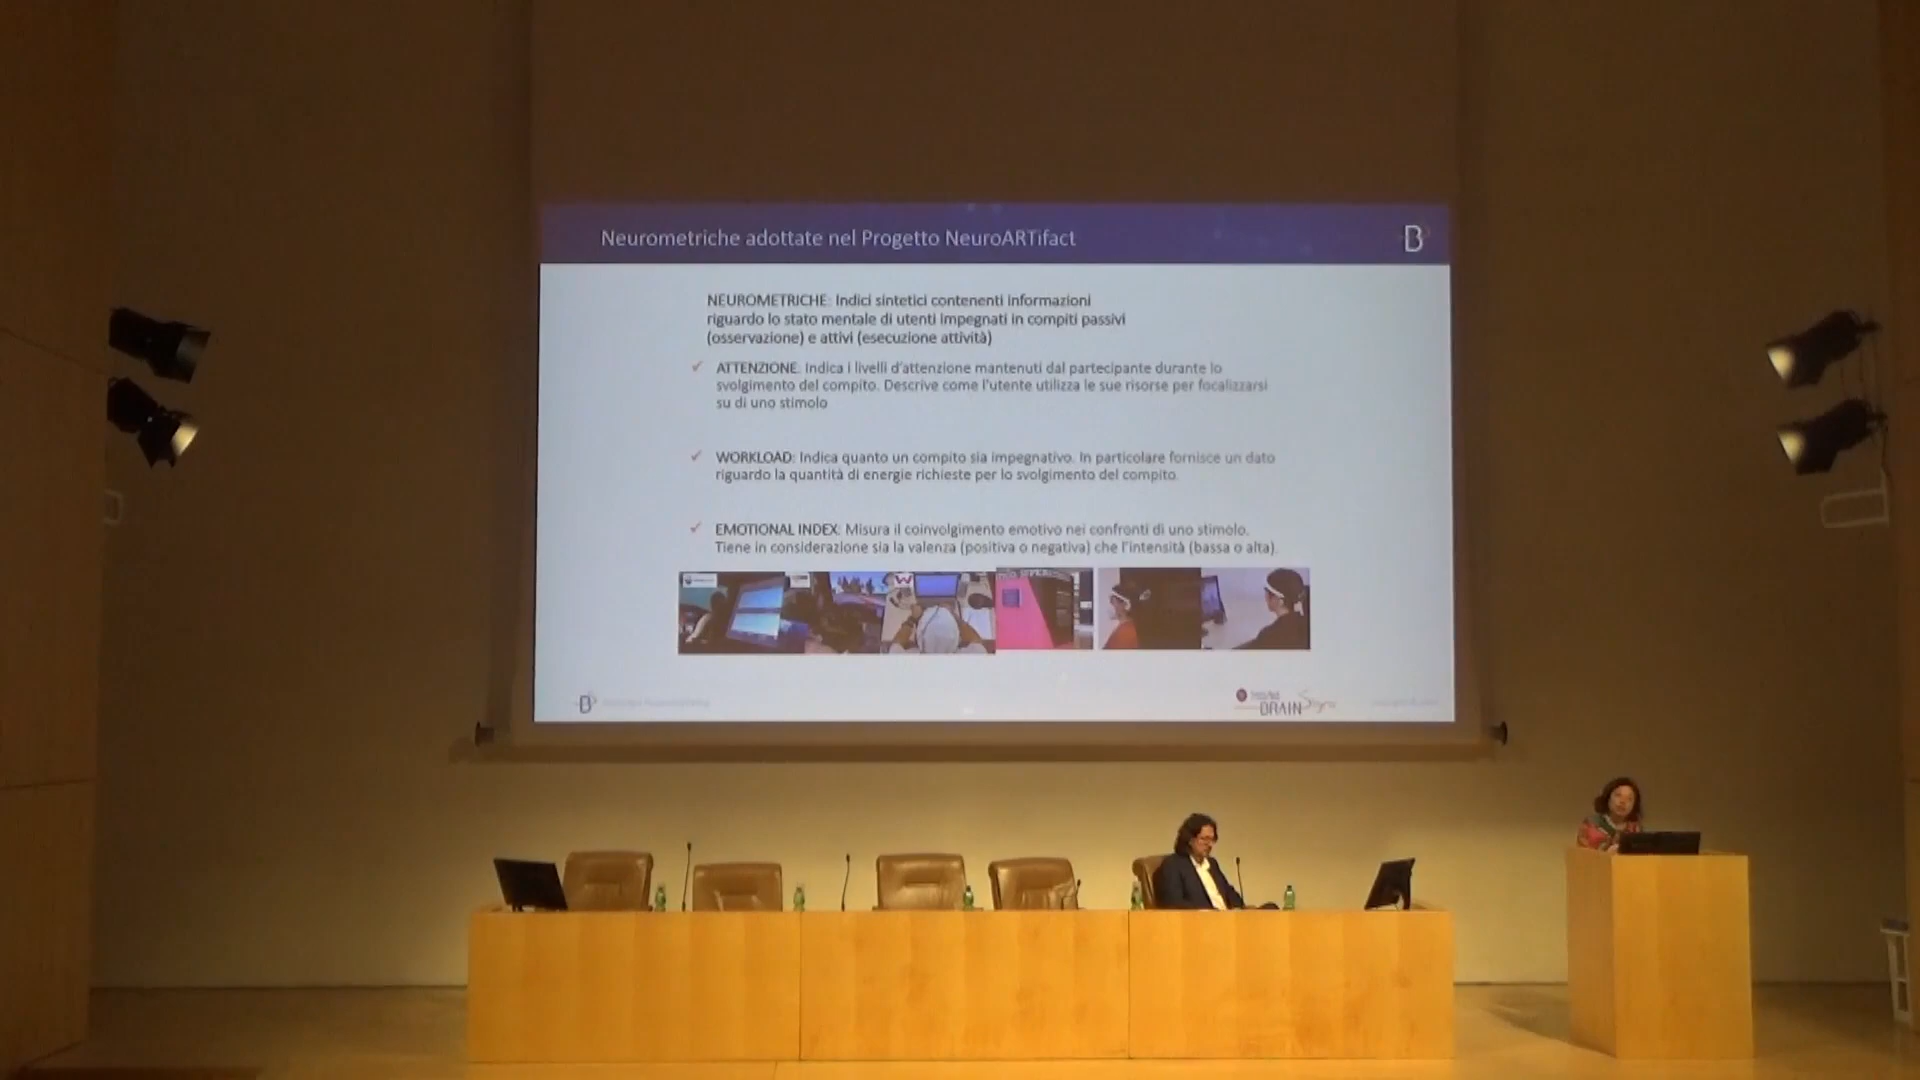 Neurometriche adottate nel Progetto NeuroARTifact
B
NEUROMETRICHE: Indici sintetici contenenti informazioni
riguardo lo stato mentale di utenti impegnati in compiti passivi
(osservazione) e attivi (esecuzione attività)
✓ ATTENZIONE: Indica i livelli d'attenzione mantenuti dal partecipante durante lo
svolgimento del compito. Descrive come l'utente utilizza le sue risorse per focalizzarsi
su di uno stimolo
✓ WORKLOAD: Indica quanto un compito sia impegnativo. In particolare fornisce un dato
riguardo la quantità di energie richieste per lo svolgimento del compito.
✓ EMOTIONAL INDEX: Misura il coinvolgimento emotivo nei confronti di uno stimolo.
Tiene in considerazione sia la valenza (positiva o negativa) che l'intensità (bassa o alta).
W
B
BRAIN Signs